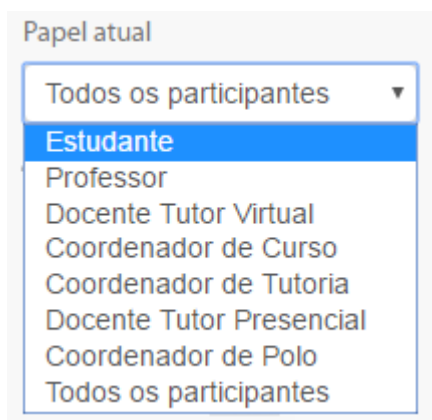 Papel atual
Todos os participantes
Estudante
Professor
Docente Tutor Virtual
Coordenador de Curso
Coordenador de Tutoria
Docente Tutor Presencial
Coordenador de Polo
Todos os participantes